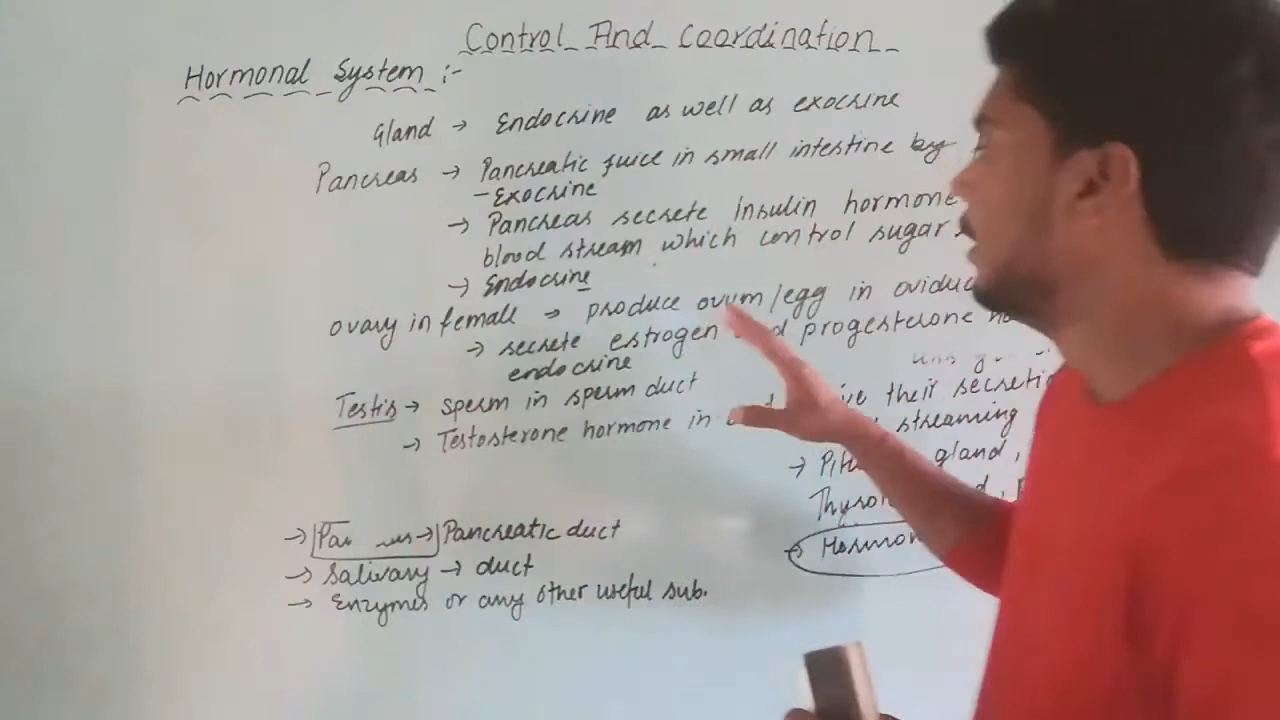 Control And Coordination
Hormonal System :-
Gland → Endocrine as well as exocrine
Pancreas → Pancreatic juice in small intestine by
- Exocrine
→ Pancreas secrete Insulin hormone
blood stream which control sugar
→ Endocrine
ovary in female → produce ovum/egg in oviduc
→ secrete estrogen progesterone
endocrine
Testis → sperm in sperm duct
→ Testosterone hormone in
their secreti
streaming
→ gland,
→ Pancreatic duct
→ Salivary → duct
→ Enzymes or any other useful sub.
→ Hormon